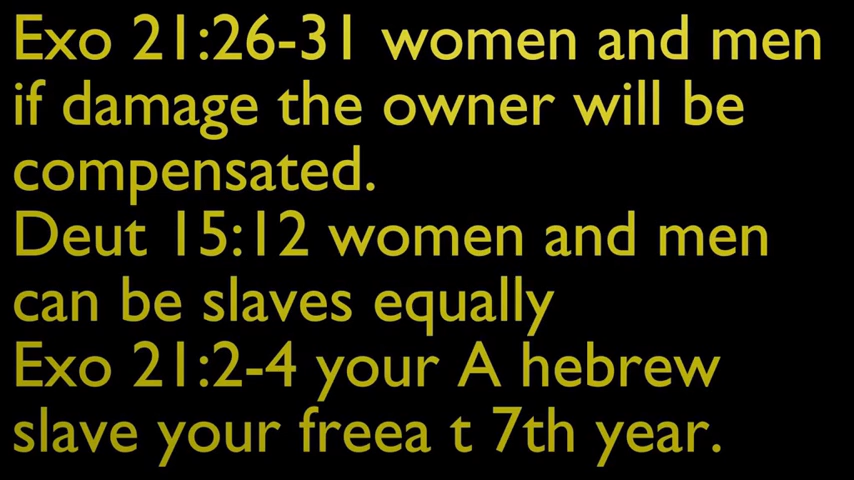 Exo 21:26-31 women and men
if damage the owner will be
compensated.
Deut 15:12 women and men
can be slaves equally
Exo 21:2-4 your A hebrew
slave your freea t 7th year.